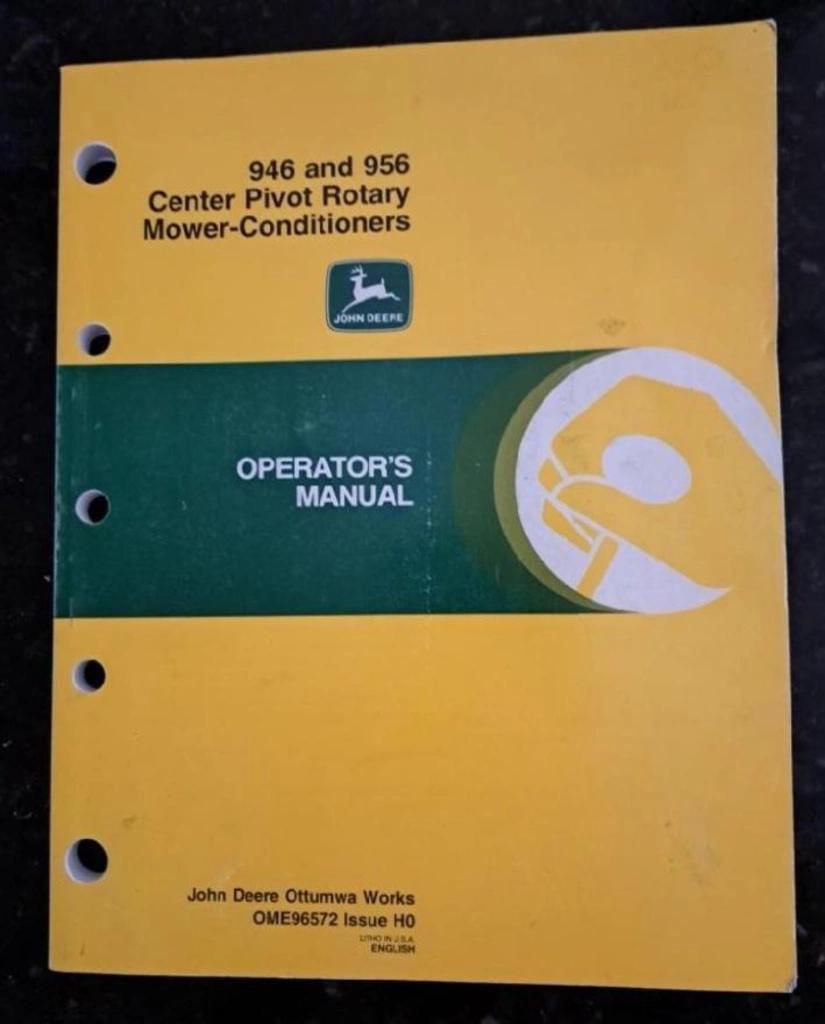 946 and 956
Center Pivot Rotary
Mower-Conditioners
JOHN DEERE
OPERATOR'S
MANUAL
John Deere Ottumwa Works
OME96572 Issue H0
LITHO IN U.S.A.
ENGLISH